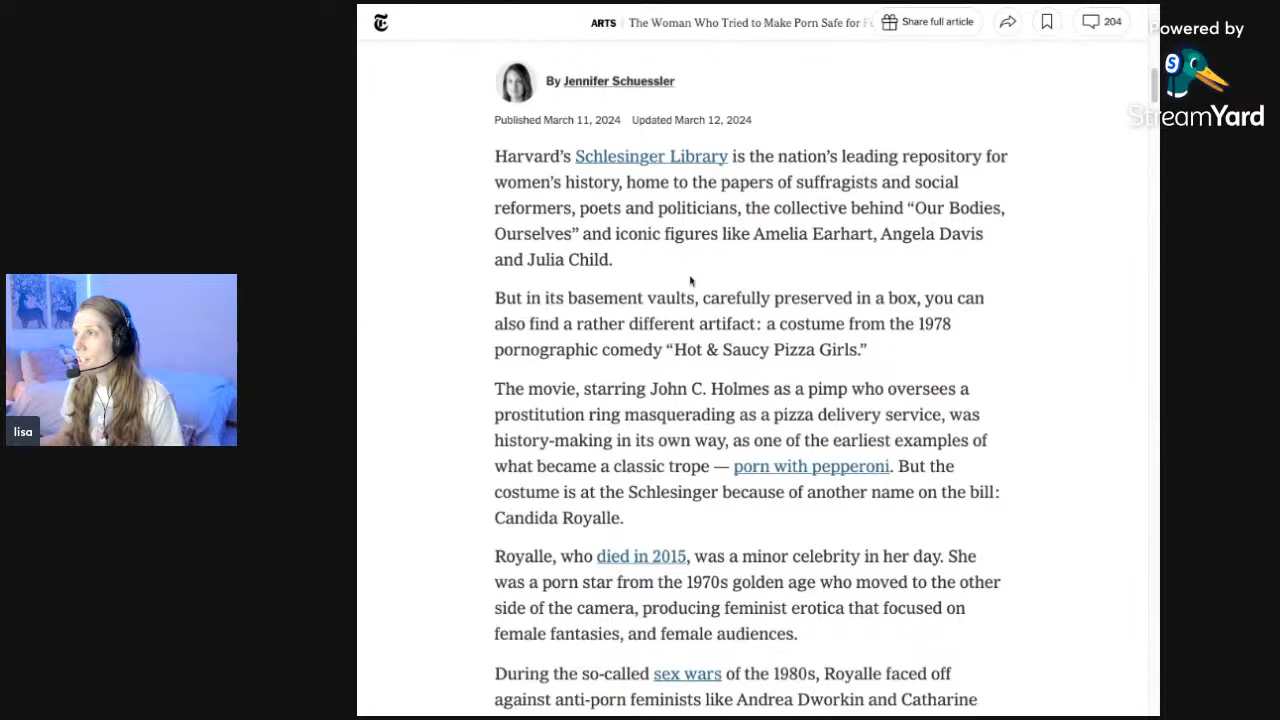 ARTS
The Woman Who Tried to Make Porn Safe for
Share full article
204
Powered by
StreamYard
By Jennifer Schuessler
Published March 11, 2024 Updated March 12, 2024
Harvard’s Schlesinger Library is the nation’s leading repository for
women’s history, home to the papers of suffragists and social
reformers, poets and politicians, the collective behind “Our Bodies,
Ourselves” and iconic figures like Amelia Earhart, Angela Davis
and Julia Child.
But in its basement vaults, carefully preserved in a box, you can
also find a rather different artifact: a costume from the 1978
pornographic comedy “Hot & Saucy Pizza Girls.”
The movie, starring John C. Holmes as a pimp who oversees a
prostitution ring masquerading as a pizza delivery service, was
history-making in its own way, as one of the earliest examples of
what became a classic trope — porn with pepperoni. But the
costume is at the Schlesinger because of another name on the bill:
Candida Royalle.
Royalle, who died in 2015, was a minor celebrity in her day. She
was a porn star from the 1970s golden age who moved to the other
side of the camera, producing feminist erotica that focused on
female fantasies, and female audiences.
During the so-called sex wars of the 1980s, Royalle faced off
against anti-porn feminists like Andrea Dworkin and Catharine
lisa